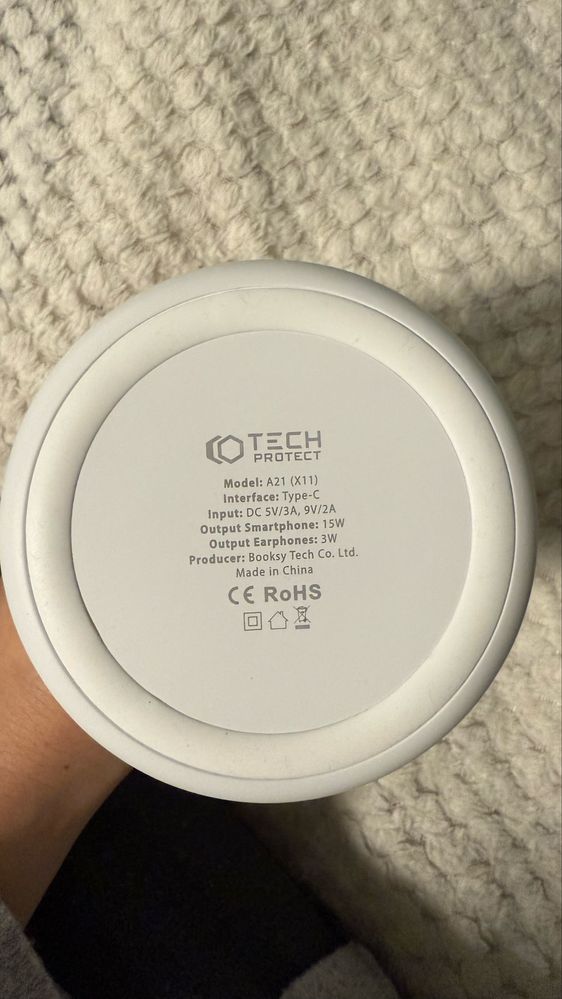 TECH
PROTECT
Model: A21 (X11)
Interface: Type-C
Input: DC 5V/3A, 9V/2A
Output Smartphone: 15W
Output Earphones: 3W
Producer: Booksy Tech Co. Ltd.
Made in China
CE RoHS